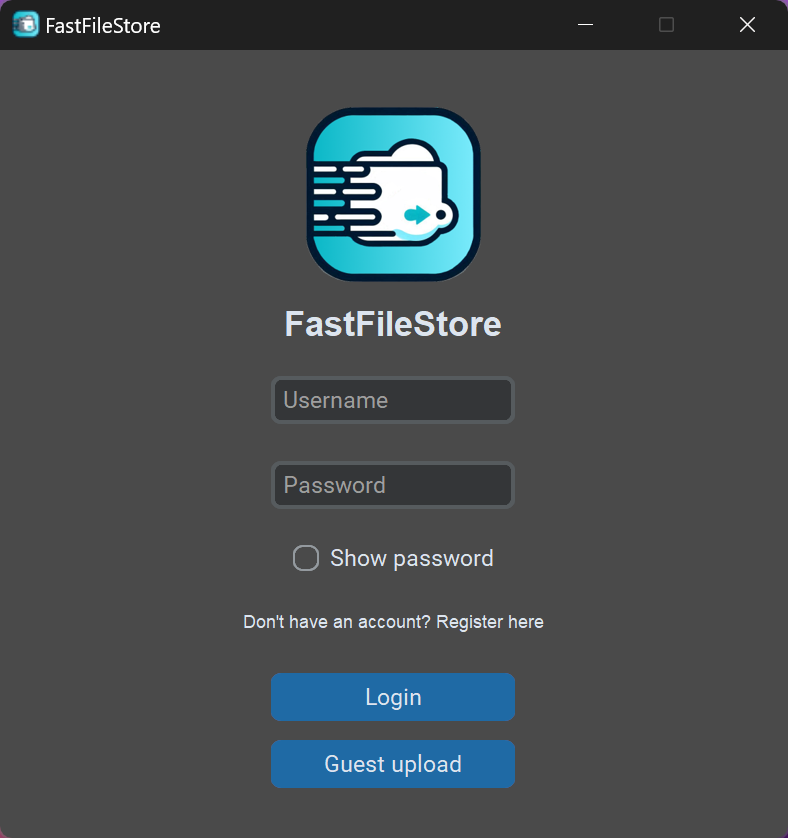 FastFileStore
FastFileStore
Username
Password
Show password
Don't have an account? Register here
Login
Guest upload